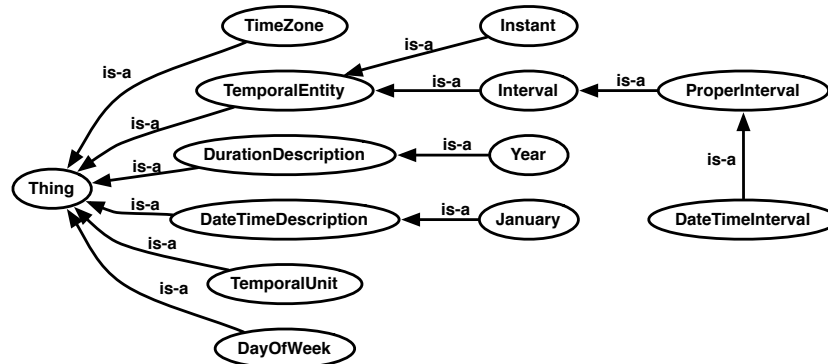 TimeZone
Instant
is-a
is-a
TemporalEntity
is-a
Interval
is-a
ProperInterval
is-a
DurationDescription
is-a
Year
is-a
is-a
Thing
is-a
DateTimeDescription
is-a
January
DateTimeInterval
is-a
TemporalUnit
is-a
DayOfWeek